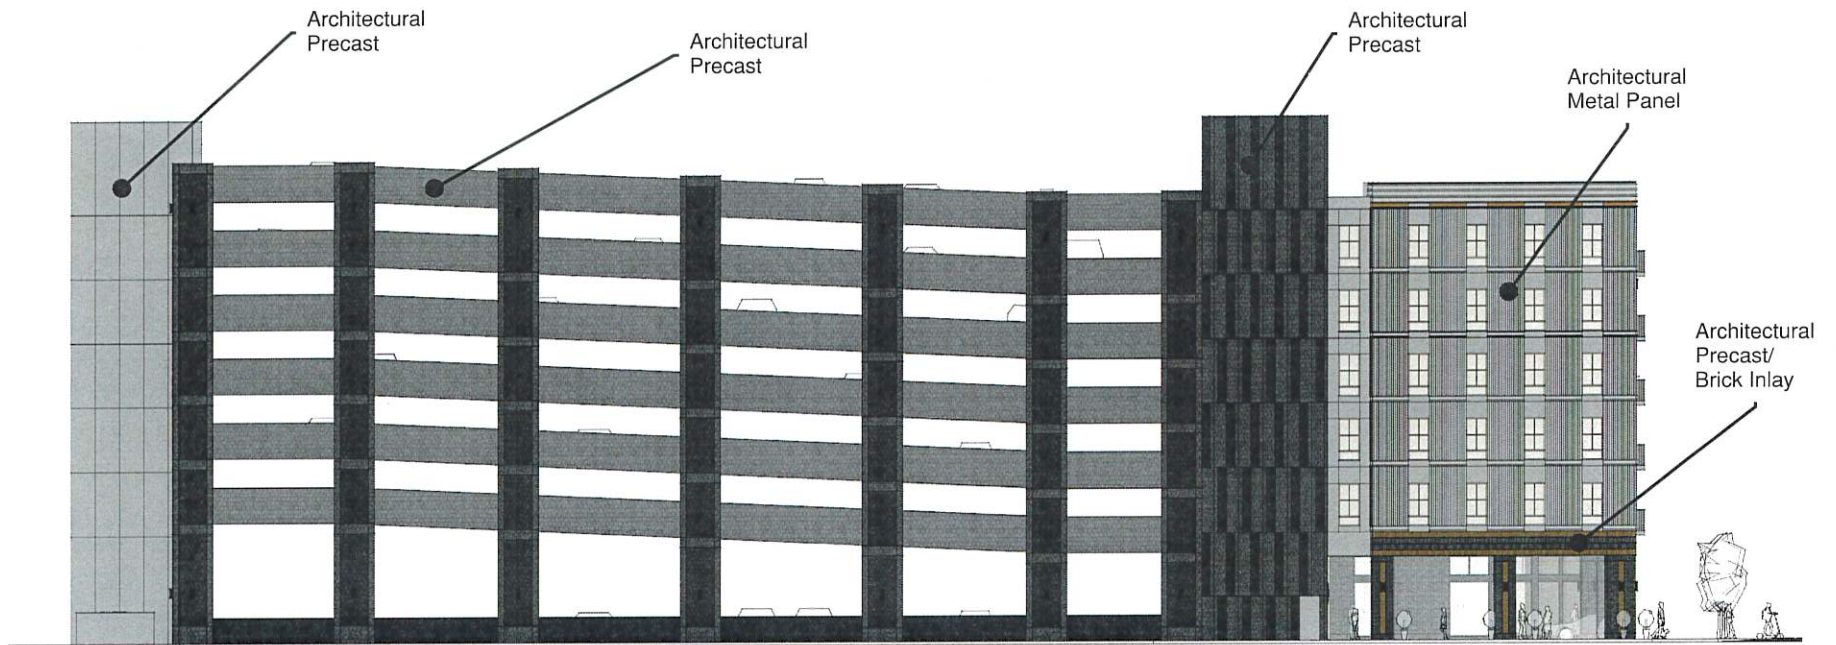 Architectural
Precast
Architectural
Precast
Architectural
Precast
Architectural
Metal Panel
Architectural
Precast/
Brick Inlay